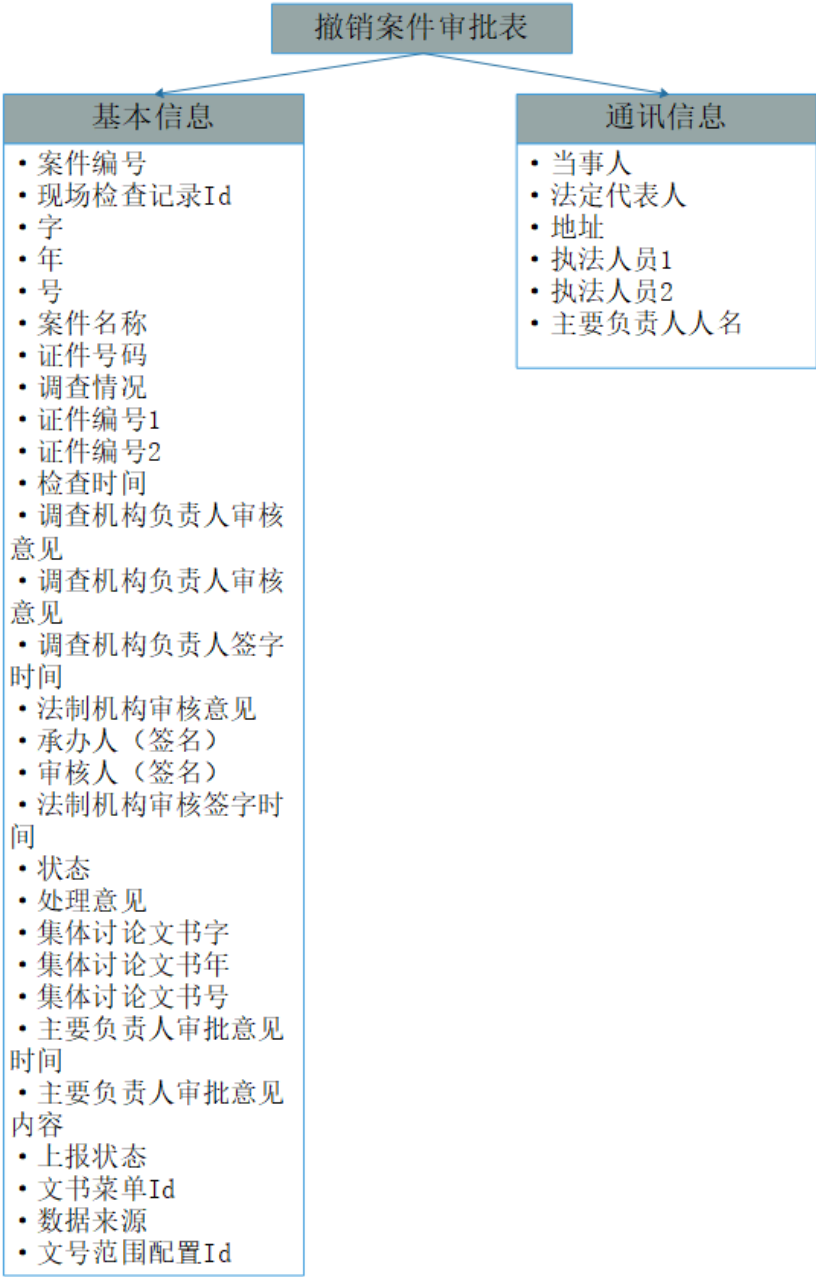 撤销案件审批表
基本信息
• 案件编号
• 现场检查记录Id
• 字
• 年
• 号
• 案件名称
• 证件号码
• 调查情况
• 证件编号1
• 证件编号2
• 检查时间
• 调查机构负责人审核
意见
• 调查机构负责人审核
意见
• 调查机构负责人签字
时间
• 法制机构审核意见
• 承办人（签名）
• 审核人（签名）
• 法制机构审核签字时
间
• 状态
• 处理意见
• 集体讨论文书字
• 集体讨论文书年
• 集体讨论文书号
• 主要负责人审批意见
时间
• 主要负责人审批意见
内容
• 上报状态
• 文书菜单Id
• 数据来源
• 文号范围配置Id
通讯信息
• 当事人
• 法定代表人
• 地址
• 执法人员1
• 执法人员2
• 主要负责人人名